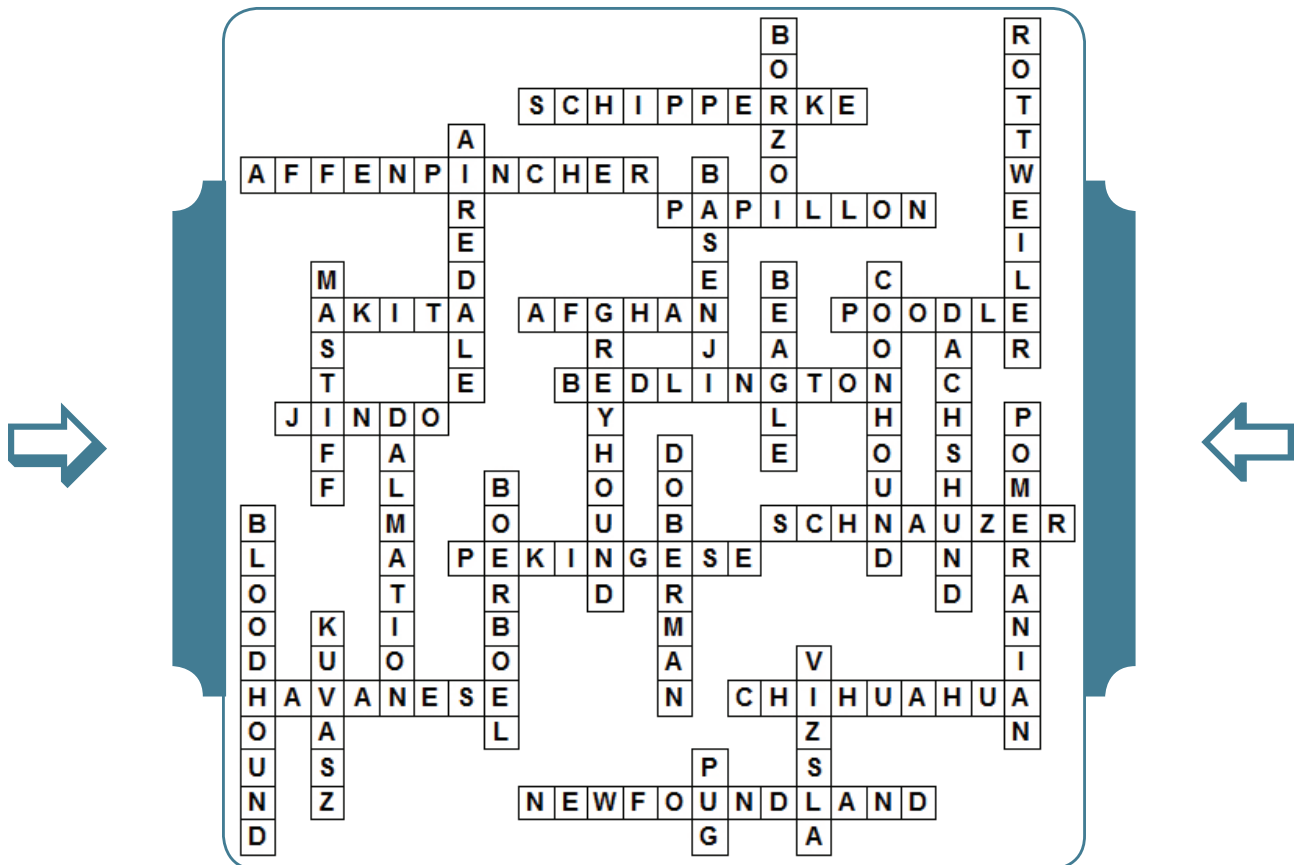 BORZOI
ROTTWEILER
SCHIPPERKE
AIREDALE
AFFENPINCHER
BASENJI
PAPILLON
MASTIFF
BEAGLE
COONHOUND
AKITA
AFGHAN
GREYHOUND
POODLE
DACHSHUND
BEDLINGTON
JINDO
DALMATION
POMERANIAN
DOBERMAN
BOERBOEL
BLOODHOUND
SCHNAUZER
PEKINGESE
KUVASZ
VIZSLA
HAVANESE
CHIHUAHUA
PUG
NEWFOUNDLAND